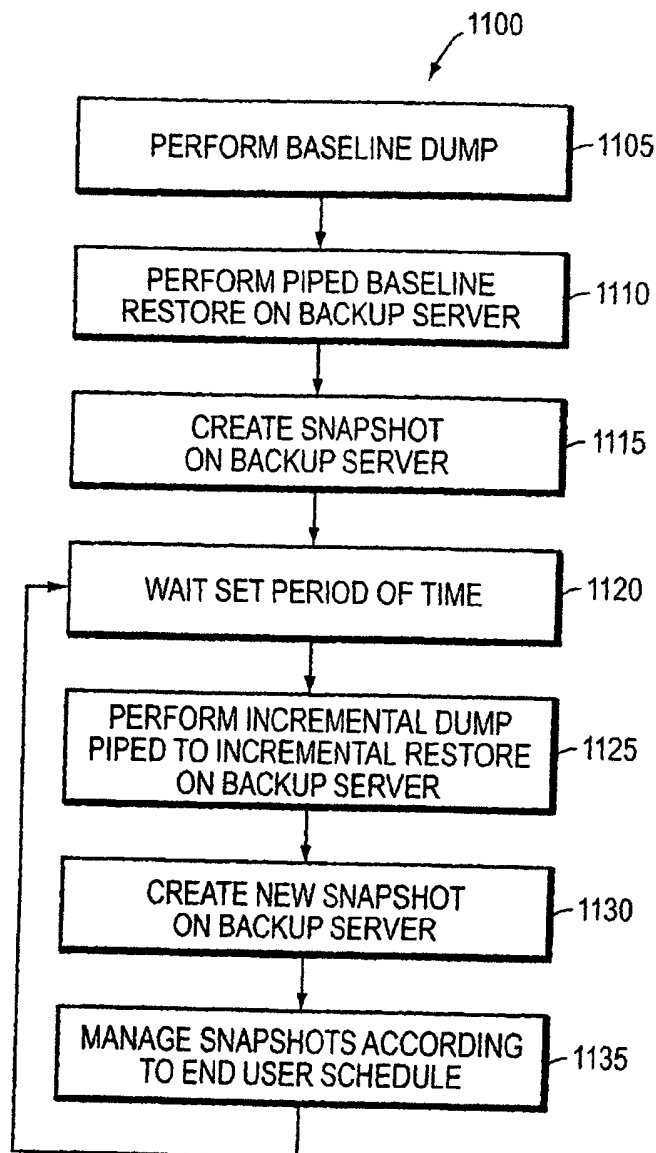 1100
PERFORM BASELINE DUMP
1105
PERFORM PIPED BASELINE
RESTORE ON BACKUP SERVER
1110
CREATE SNAPSHOT
ON BACKUP SERVER
1115
WAIT SET PERIOD OF TIME
1120
PERFORM INCREMENTAL DUMP
PIPED TO INCREMENTAL RESTORE
ON BACKUP SERVER
1125
CREATE NEW SNAPSHOT
ON BACKUP SERVER
1130
MANAGE SNAPSHOTS ACCORDING
TO END USER SCHEDULE
1135